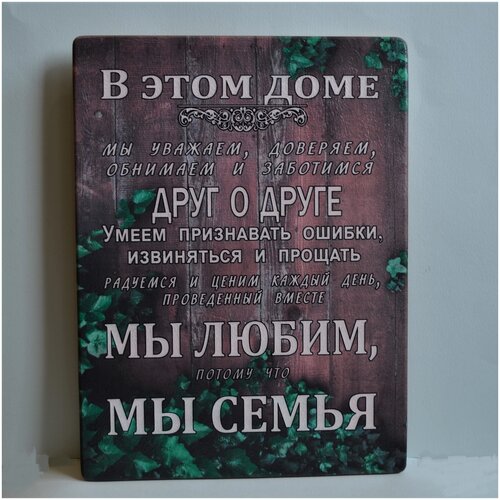 В ЭТОМ ДОМЕ
МЫ УВАЖАЕМ, ДОВЕРЯЕМ,
ОБНИМАЕМ И ЗАБОТИМСЯ
ДРУГ О ДРУГЕ
УМЕЕМ ПРИЗНАВАТЬ ОШИБКИ,
ИЗВИНЯТЬСЯ И ПРОЩАТЬ
РАДУЕМСЯ И ЦЕНИМ КАЖДЫЙ ДЕНЬ,
ПРОВЕДЕННЫЙ ВМЕСТЕ
МЫ ЛЮБИМ,
ПОТОМУ ЧТО
МЫ СЕМЬЯ